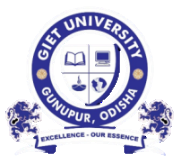 GIET UNIVERSITY
GUNUPUR, ODISHA
EXCELLENCE - OUR ESSENCE